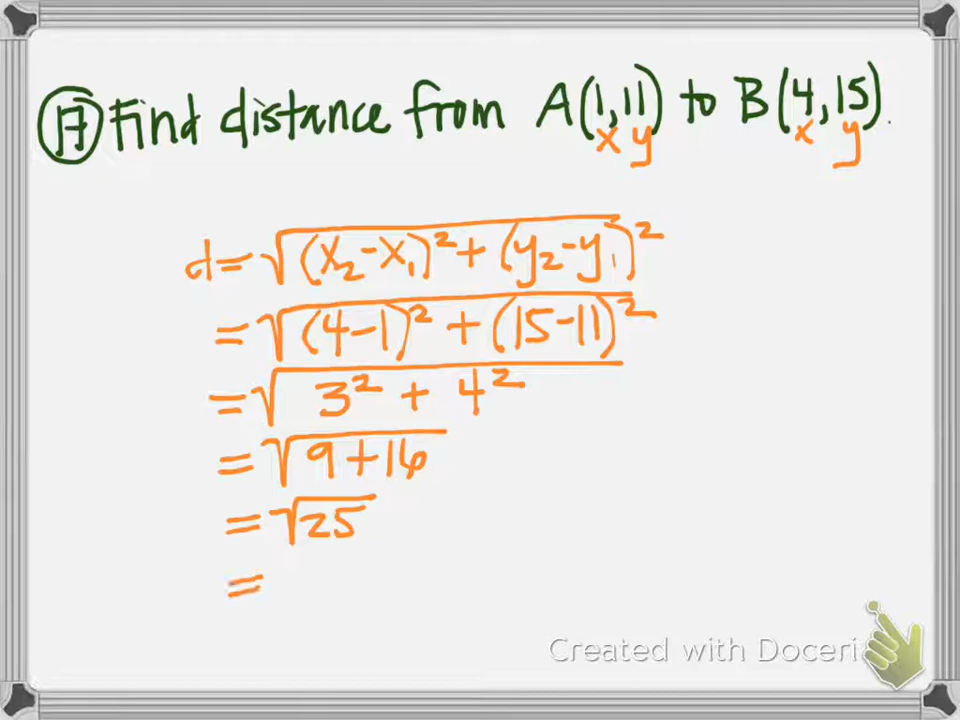 17 Find distance from A(1,11) to B(4,15).
x y x y
d = √(x₂-x₁)² + (y₂-y₁)²
= √(4-1)² + (15-11)²
= √3² + 4²
= √9+16
= √25
=
Created with Doceri